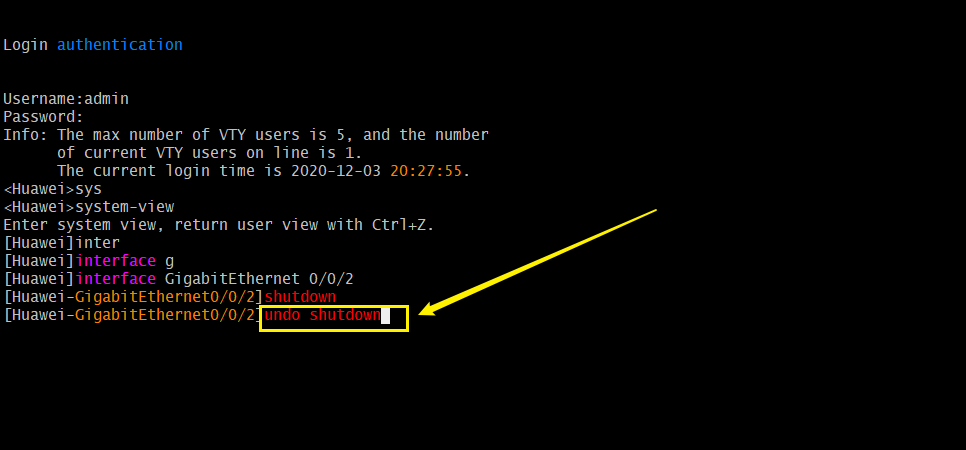 Login authentication
Username:admin
Password:
Info: The max number of VTY users is 5, and the number
of current VTY users on line is 1.
The current login time is 2020-12-03 20:27:55.
<Huawei>sys
<Huawei>system-view
Enter system view, return user view with Ctrl+Z.
[Huawei]inter
[Huawei]interface g
[Huawei]interface GigabitEthernet 0/0/2
[Huawei-GigabitEthernet0/0/2]shutdown
[Huawei-GigabitEthernet0/0/2]undo shutdown